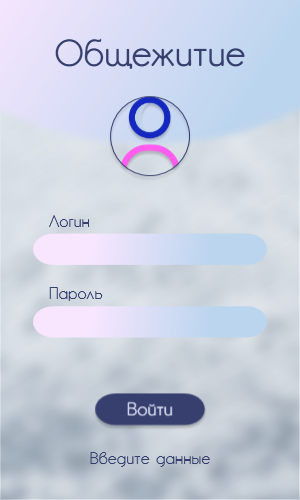 Общежитие
Логин
Пароль
Войти
Введите данные